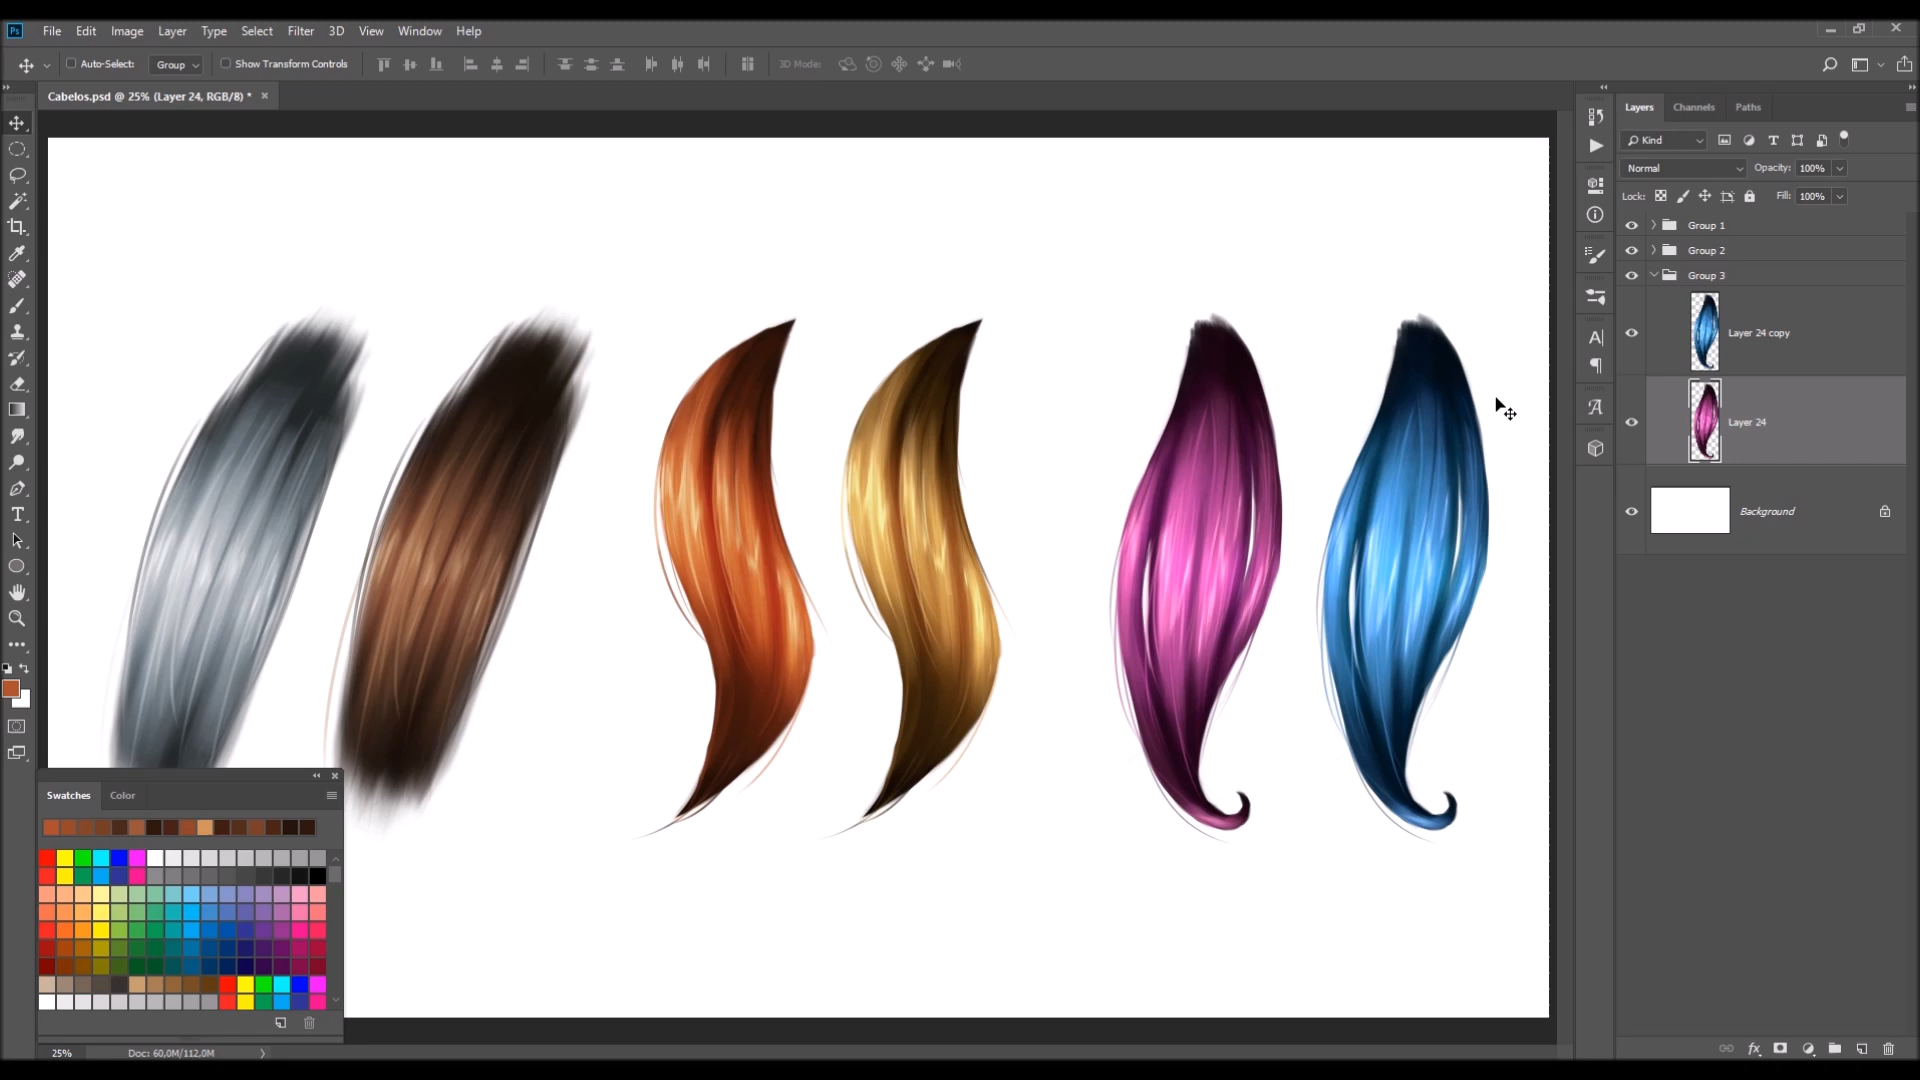 Ps File Edit Image Layer Type Select Filter 3D View Window Help
Auto-Select: Group Show Transform Controls 3D Mode:
Cabelos.psd @ 25% (Layer 24, RGB/8) *
Layers Channels Paths
Kind
Normal Opacity: 100%
Lock: Fill: 100%
Group 1
Group 2
Group 3
Layer 24 copy
Layer 24
Background
Swatches Color
25% Doc: 60,0M/112,0M